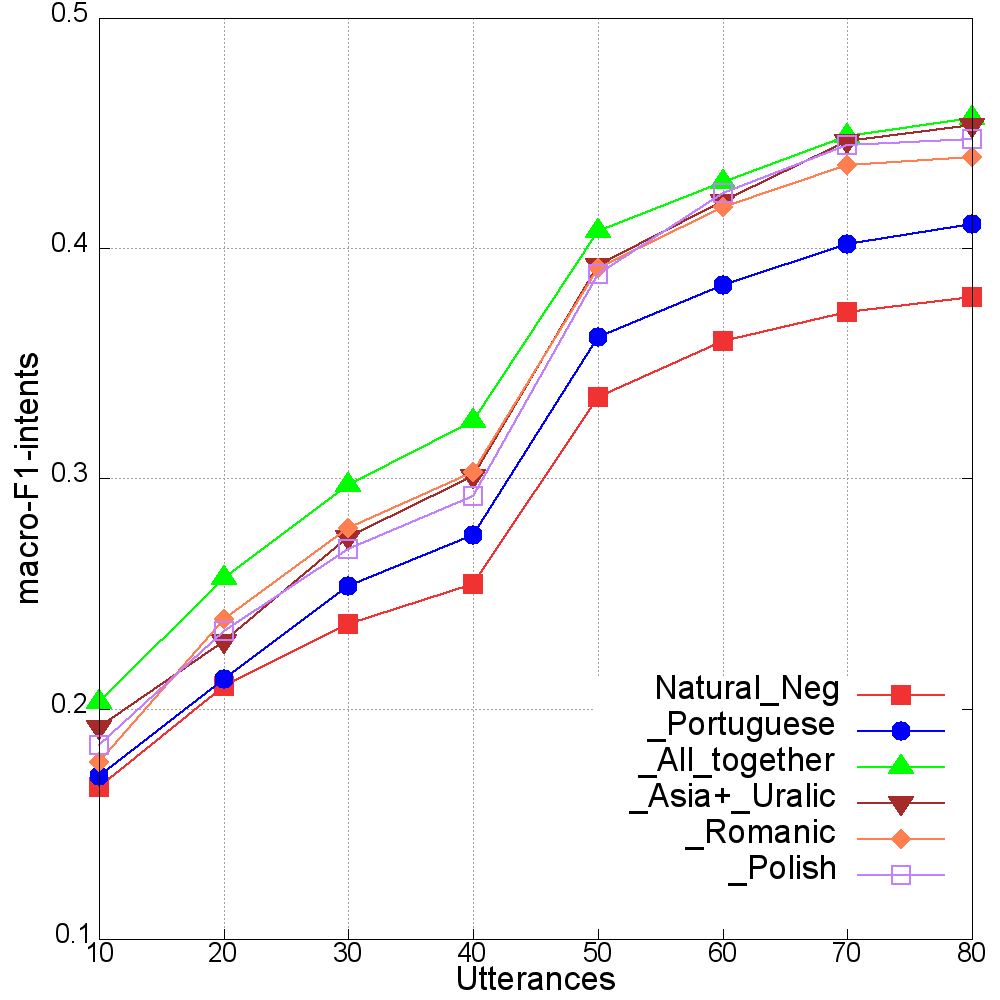 0.5
0.4
0.3
0.2
0.1
macro-F1-intents
Natural_Neg
_Portuguese
_All_together
_Asia+_Uralic
_Romanic
_Polish
10 20 30 40 50 60 70 80
Utterances